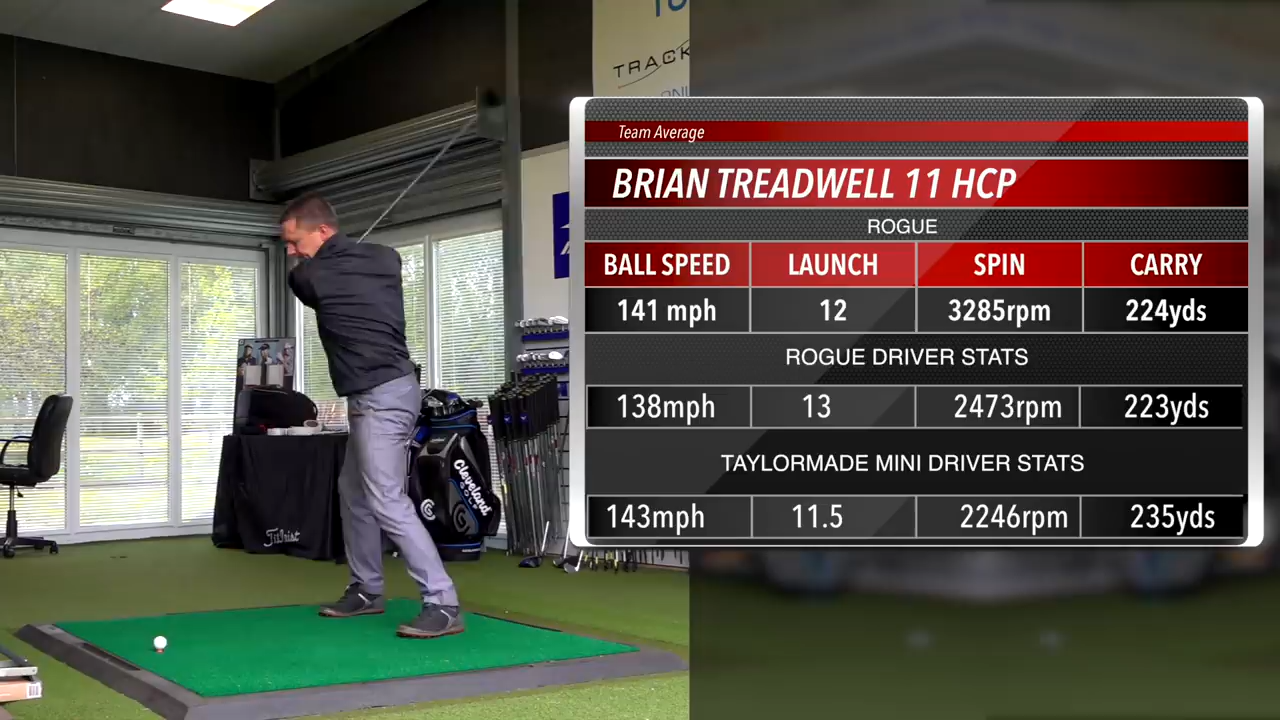 TRACK
Team Average
BRIAN TREADWELL 11 HCP
ROGUE
BALL SPEED LAUNCH SPIN CARRY
141 mph 12 3285rpm 224yds
ROGUE DRIVER STATS
138mph 13 2473rpm 223yds
TAYLORMADE MINI DRIVER STATS
143mph 11.5 2246rpm 235yds
Cleveland
GOLF
Titleist